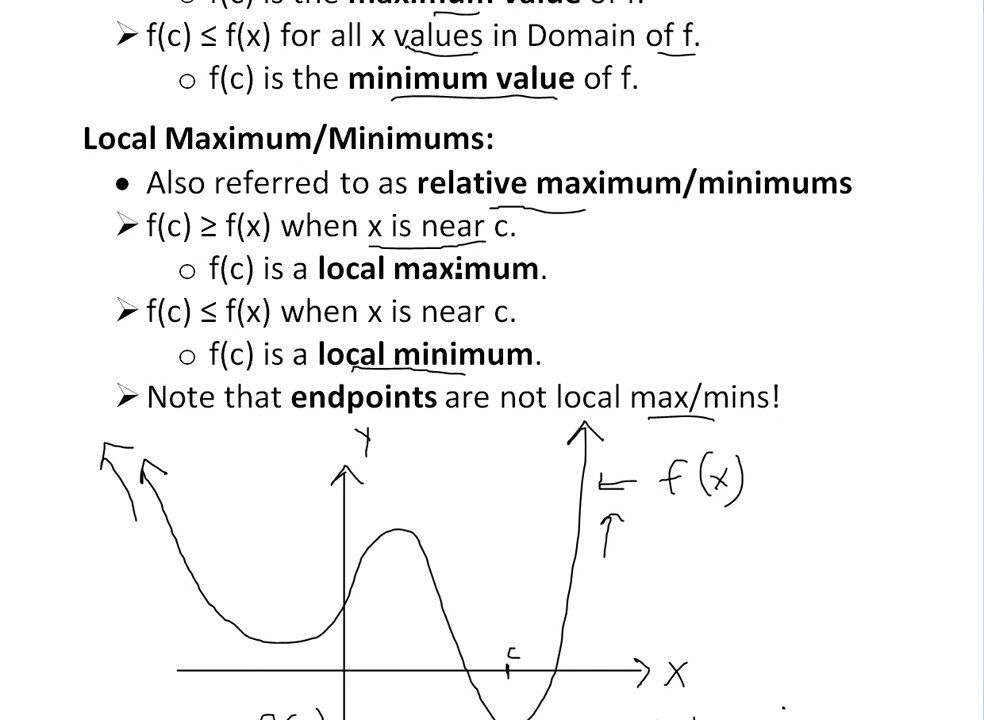 ➢ f(c) ≤ f(x) for all x values in Domain of f.
o f(c) is the minimum value of f.
Local Maximum/Minimums:
• Also referred to as relative maximum/minimums
➢ f(c) ≥ f(x) when x is near c.
o f(c) is a local maximum.
➢ f(c) ≤ f(x) when x is near c.
o f(c) is a local minimum.
➢ Note that endpoints are not local max/mins!
Y
f(x)
c
X